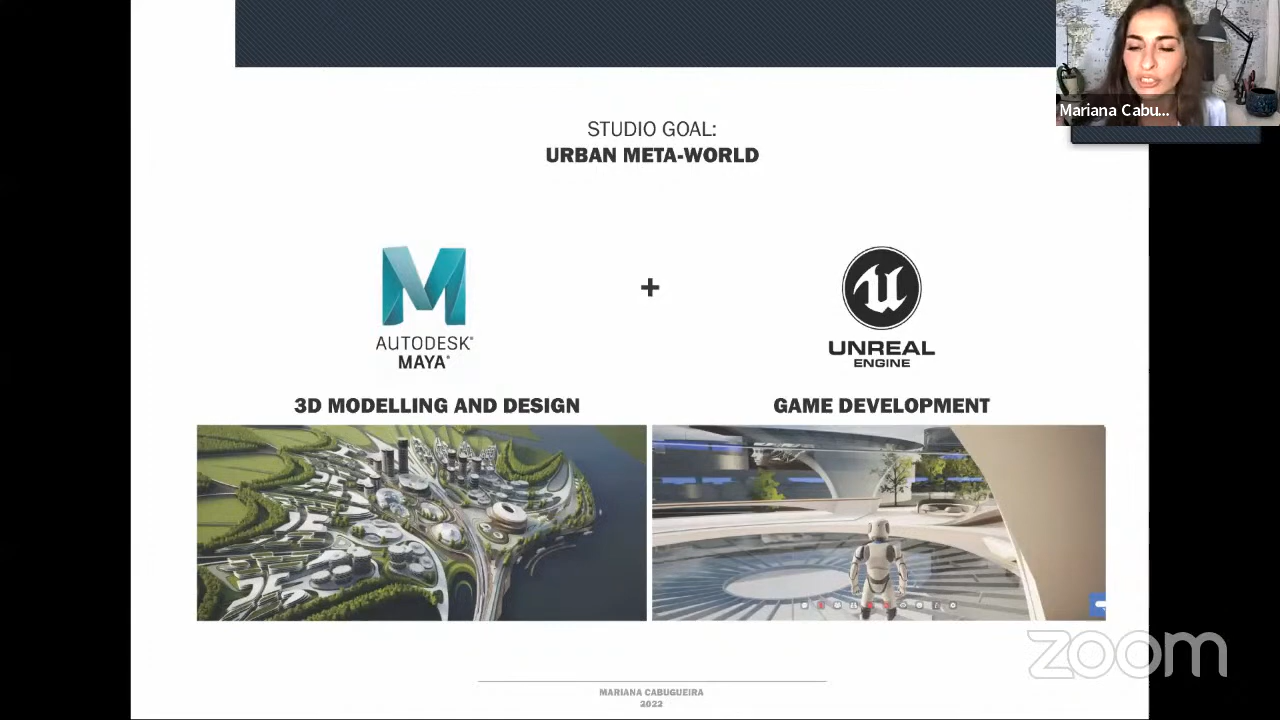 Mariana Cabu...
STUDIO GOAL:
URBAN META-WORLD
+
AUTODESK®
MAYA®
UNREAL
ENGINE
3D MODELLING AND DESIGN
GAME DEVELOPMENT
zoom
MARIANA CABUGUEIRA
2022